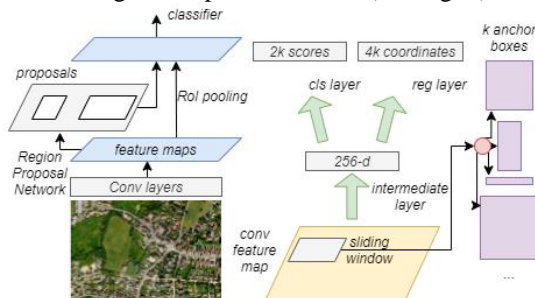 classifier
2k scores
4k coordinates
k anchor
boxes
proposals
RoI pooling
cls layer
reg layer
Region
Proposal
Network
feature maps
Conv layers
256-d
intermediate
layer
conv
feature
map
sliding
window
...